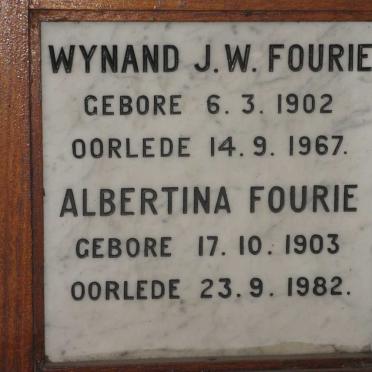 WYNAND J.W. FOURIE
GEBORE 6.3.1902
OORLEDE 14.9.1967.
ALBERTINA FOURIE
GEBORE 17.10.1903
OORLEDE 23.9.1982.